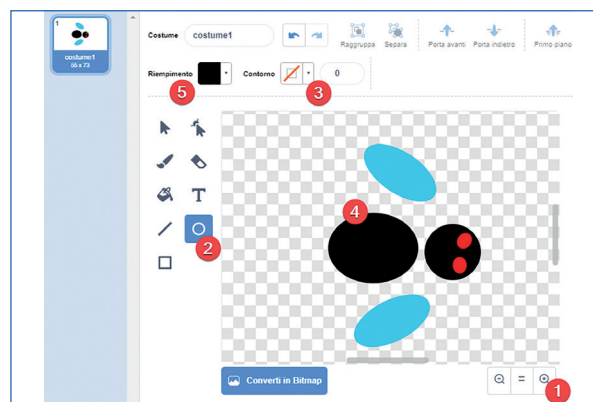 1
costume1
55 x 73
Costume costume1
Raggruppa Separa Porta avanti Porta indietro Primo piano
Riempimento Contorno 0
5 3
4
T
2
Converti in Bitmap
1